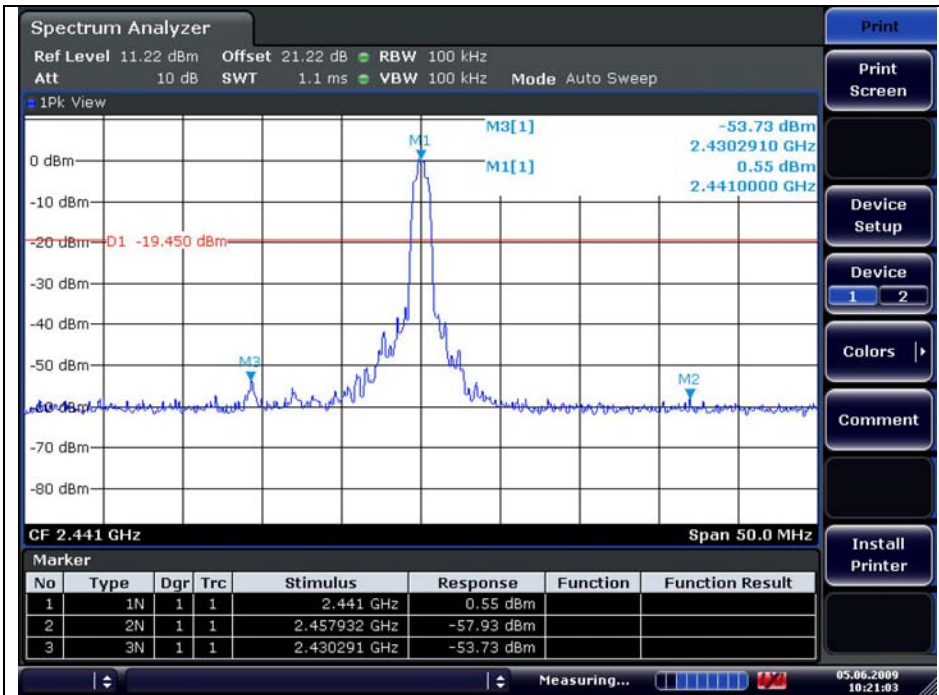 Spectrum Analyzer
Ref Level 11.22 dBm Offset 21.22 dB RBW 100 kHz
Att 10 dB SWT 1.1 ms VBW 100 kHz Mode Auto Sweep
1Pk View
M3[1] -53.73 dBm
2.4302910 GHz
M1[1] 0.55 dBm
2.4410000 GHz
M1
0 dBm
-10 dBm
-20 dBm
D1 -19.450 dBm
-30 dBm
-40 dBm
-50 dBm
M3
M2
-60 dBm
-70 dBm
-80 dBm
CF 2.441 GHz Span 50.0 MHz
Marker
No Type Dgr Trc Stimulus Response Function Function Result
1 1N 1 1 2.441 GHz 0.55 dBm
2 2N 1 1 2.457932 GHz -57.93 dBm
3 3N 1 1 2.430291 GHz -53.73 dBm
Measuring...
05.06.2009
10:21:03
Print
Print Screen
Device Setup
Device
1 2
Colors
Comment
Install Printer